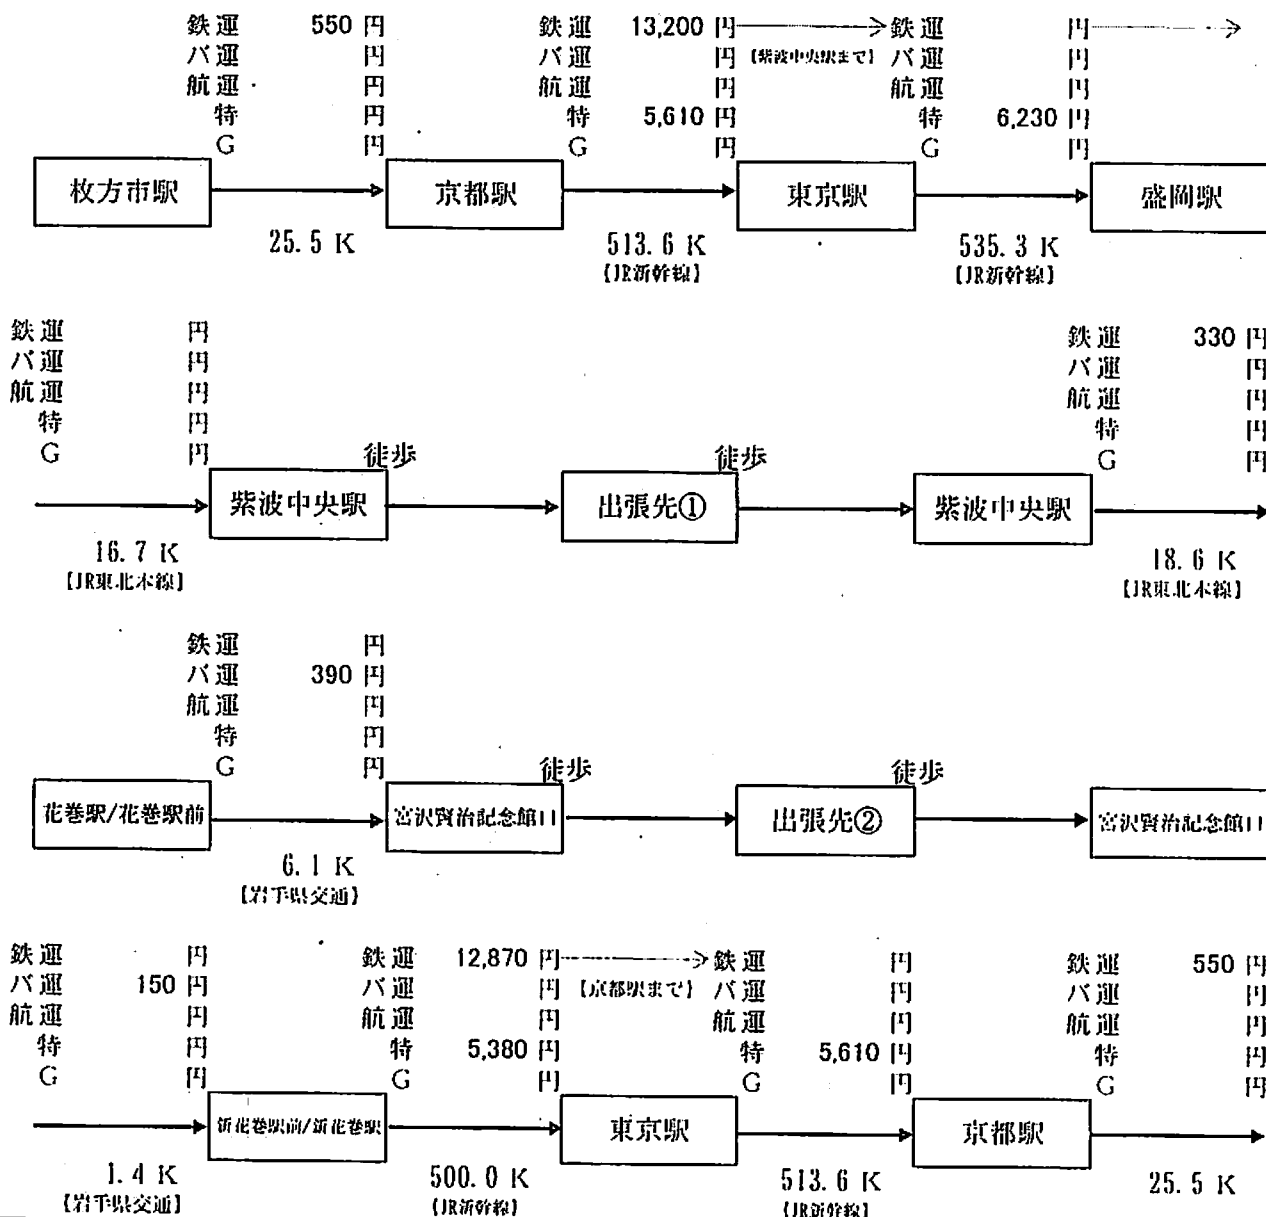 鉄運 550 円 鉄運 13,200 円 鉄運 円
バ運 円 バ運 円 【紫波中央駅まで】 バ運 円
航運 円 航運 円 航運 円
特 円 特 5,610 円 特 6,230 円
G 円 G 円 G 円
枚方市駅 京都駅 東京駅 盛岡駅
25.5 K 513.6 K 535.3 K
【JR新幹線】 【JR新幹線】
鉄運 円 鉄運 330 円
バ運 円 バ運 円
航運 円 航運 円
特 円 特 円
G 円 徒歩 徒歩 G 円
紫波中央駅 出張先① 紫波中央駅
16.7 K 18.6 K
【JR東北本線】 【JR東北本線】
鉄運 円
バ運 390 円
航運 円
特 円
G 円 徒歩 徒歩
花巻駅/花巻駅前 宮沢賢治記念館口 出張先② 宮沢賢治記念館口
6.1 K
【岩手県交通】
鉄運 円 鉄運 12,870 円 鉄運 円 鉄運 550 円
バ運 150 円 バ運 円 【京都駅まで】 バ運 円 バ運 円
航運 円 航運 円 航運 円 航運 円
特 円 特 5,380 円 特 5,610 円 特 円
G 円 G 円 G 円 G 円
新花巻駅前/新花巻駅 東京駅 京都駅
1.4 K 500.0 K 513.6 K 25.5 K
【岩手県交通】 【JR新幹線】 【JR新幹線】